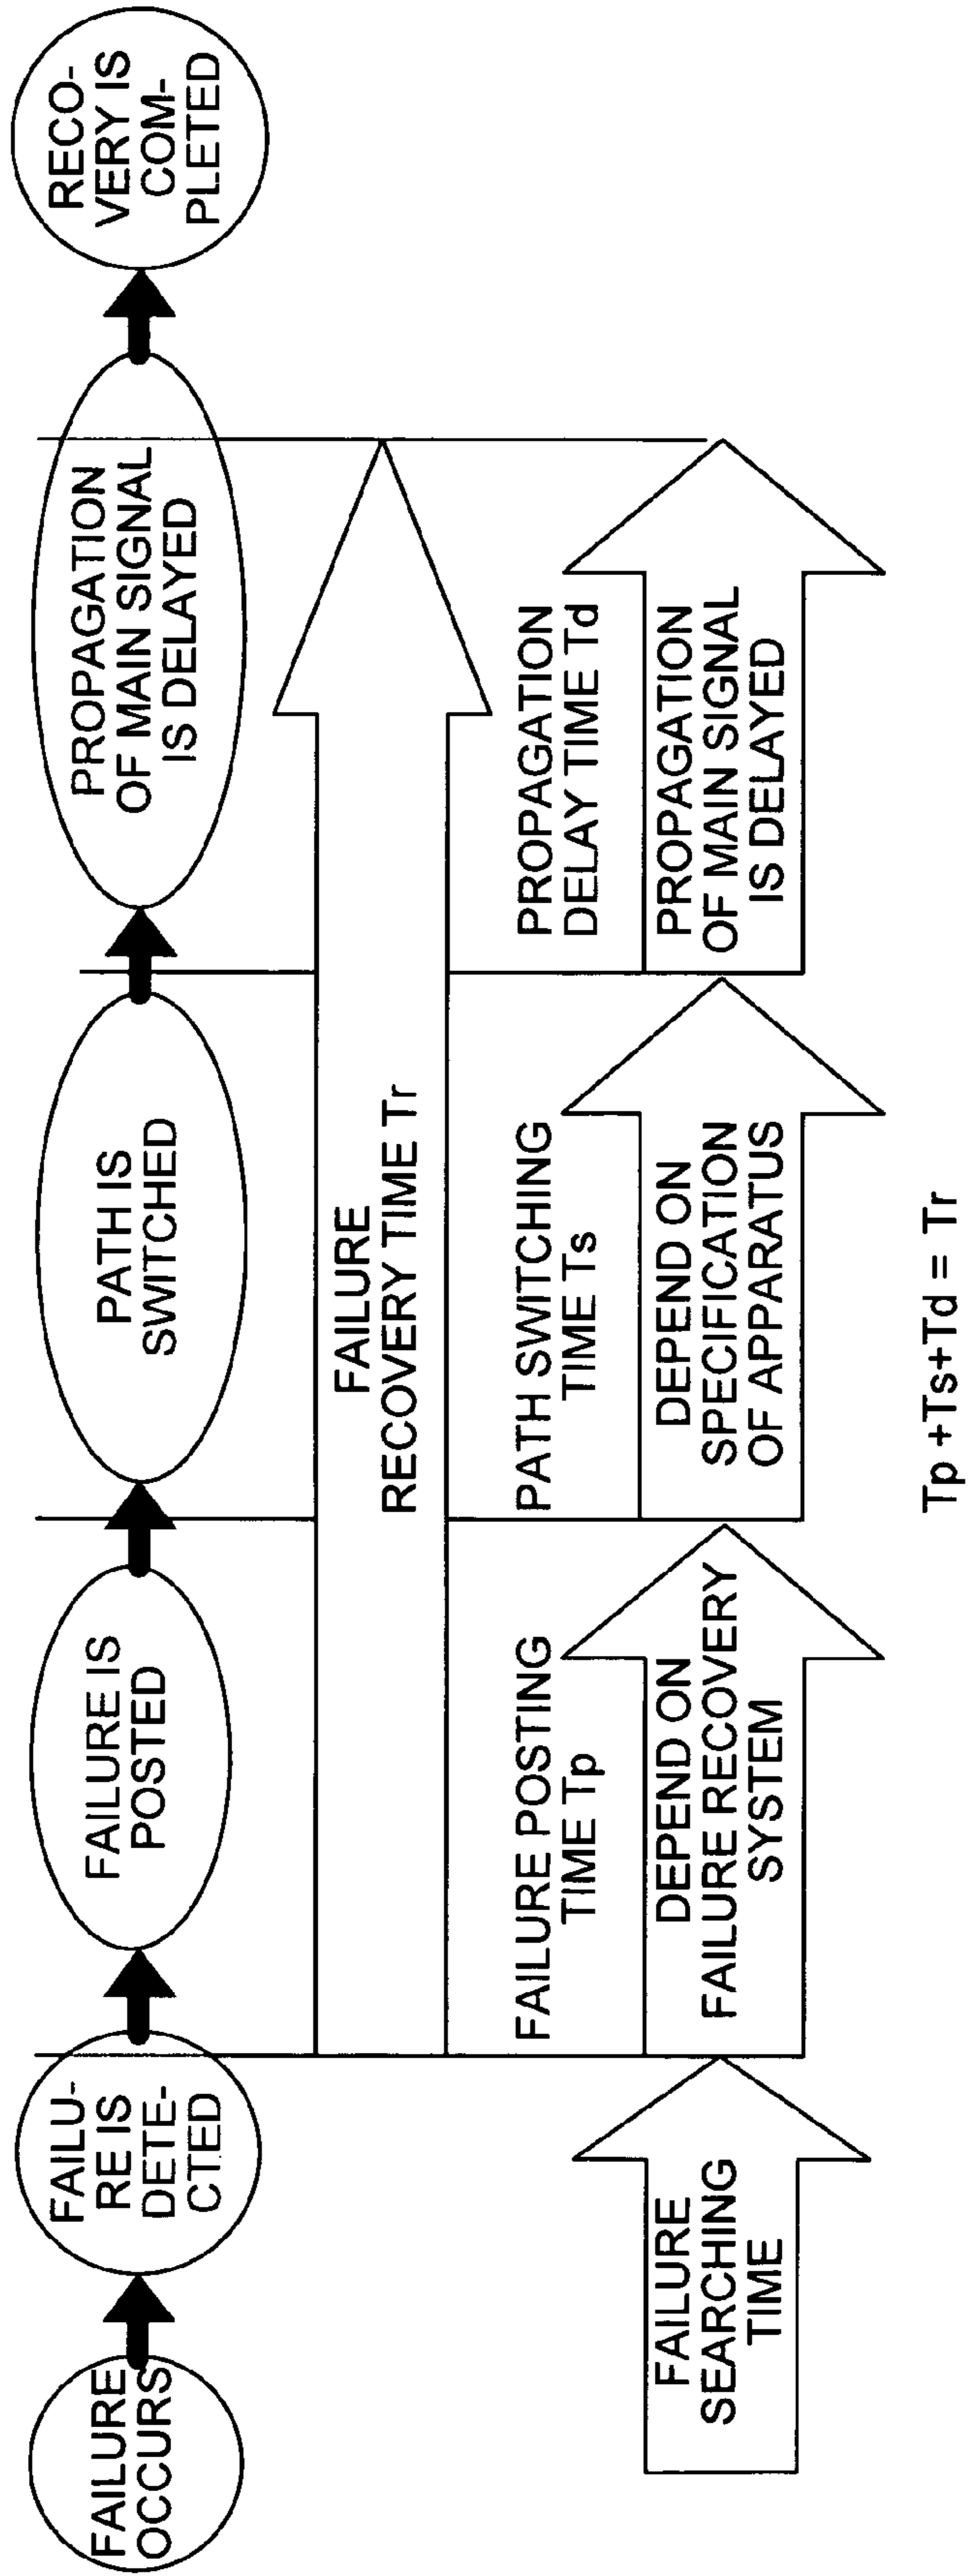 FAILURE
OCCURS
FAILU-
RE IS
DETE-
CTED
FAILURE IS
POSTED
PATH IS
SWITCHED
PROPAGATION
OF MAIN SIGNAL
IS DELAYED
RECO-
VERY IS
COM-
PLETED
FAILURE
RECOVERY TIME Tr
FAILURE POSTING
TIME Tp
PATH SWITCHING
TIME Ts
PROPAGATION
DELAY TIME Td
FAILURE
SEARCHING
TIME
DEPEND ON
FAILURE RECOVERY
SYSTEM
DEPEND ON
SPECIFICATION
OF APPARATUS
PROPAGATION
OF MAIN SIGNAL
IS DELAYED
Tp +Ts+Td = Tr